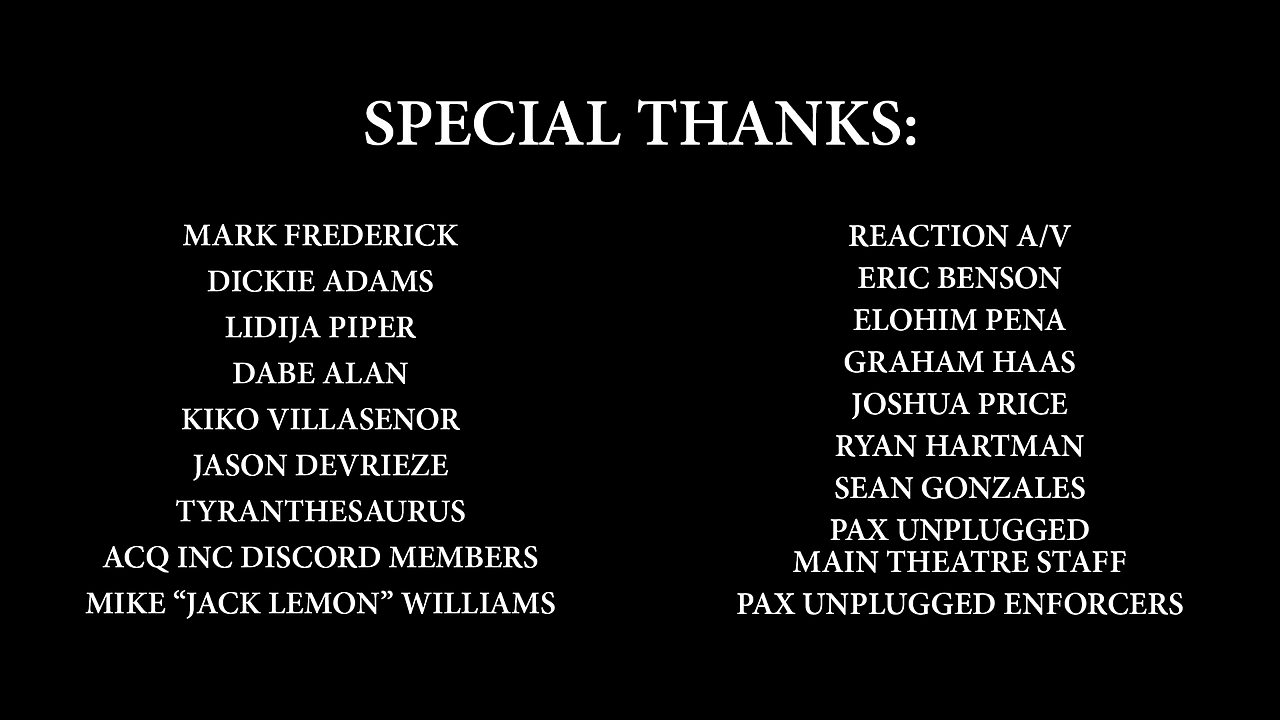 SPECIAL THANKS:
MARK FREDERICK
DICKIE ADAMS
LIDIJA PIPER
DABE ALAN
KIKO VILLASENOR
JASON DEVRIEZE
TYRANTHESAURUS
ACQ INC DISCORD MEMBERS
MIKE “JACK LEMON” WILLIAMS
REACTION A/V
ERIC BENSON
ELOHIM PENA
GRAHAM HAAS
JOSHUA PRICE
RYAN HARTMAN
SEAN GONZALES
PAX UNPLUGGED
MAIN THEATRE STAFF
PAX UNPLUGGED ENFORCERS